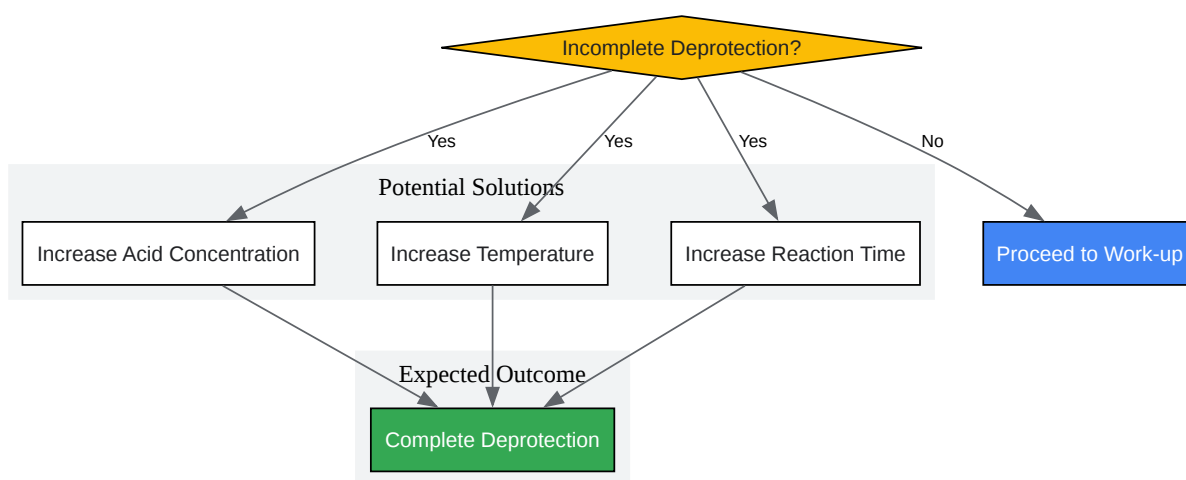 Incomplete Deprotection?
Yes
Yes
Yes
No
Potential Solutions
Increase Acid Concentration
Increase Temperature
Increase Reaction Time
Proceed to Work-up
Expected Outcome
Complete Deprotection